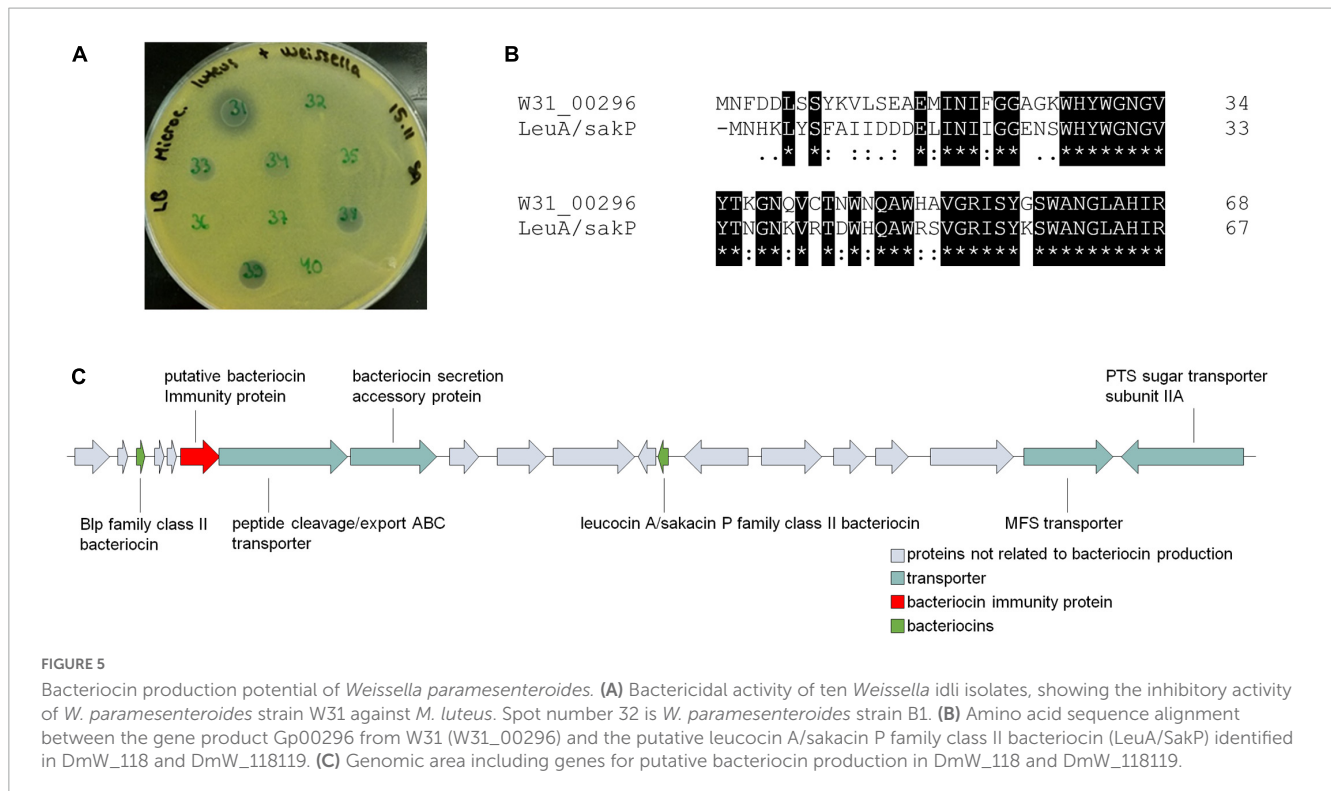 A
LB Microc. luteus + Weissella 15.11
31
32
33
34
35
36
37
38
39
40
B
W31_00296 MNFDDLSSYKVLSEAEMINIFGGAGKWHYWGNGV 34
LeuA/sakP -MNHKLYSFAIIDDDELINIIGGENSWHYWGNGV 33
..* *: ::.: *:***:** ..********
W31_00296 YTKGNQVCTNWNQAWHAVGRISYGSWANGLAHIR 68
LeuA/sakP YTNGNKVRTDWHQAWRSVGRISYKSWANGLAHIR 67
**:**:* *:*:***::******* **********
C
putative bacteriocin
Immunity protein
bacteriocin secretion
accessory protein
PTS sugar transporter
subunit IIA
Blp family class II
bacteriocin
peptide cleavage/export ABC
transporter
leucocin A/sakacin P family class II bacteriocin
MFS transporter
proteins not related to bacteriocin production
transporter
bacteriocin immunity protein
bacteriocins
FIGURE 5
Bacteriocin production potential of Weissella paramesenteroides. (A) Bactericidal activity of ten Weissella idli isolates, showing the inhibitory activity
of W. paramesenteroides strain W31 against M. luteus. Spot number 32 is W. paramesenteroides strain B1. (B) Amino acid sequence alignment
between the gene product Gp00296 from W31 (W31_00296) and the putative leucocin A/sakacin P family class II bacteriocin (LeuA/SakP) identified
in DmW_118 and DmW_118119. (C) Genomic area including genes for putative bacteriocin production in DmW_118 and DmW_118119.